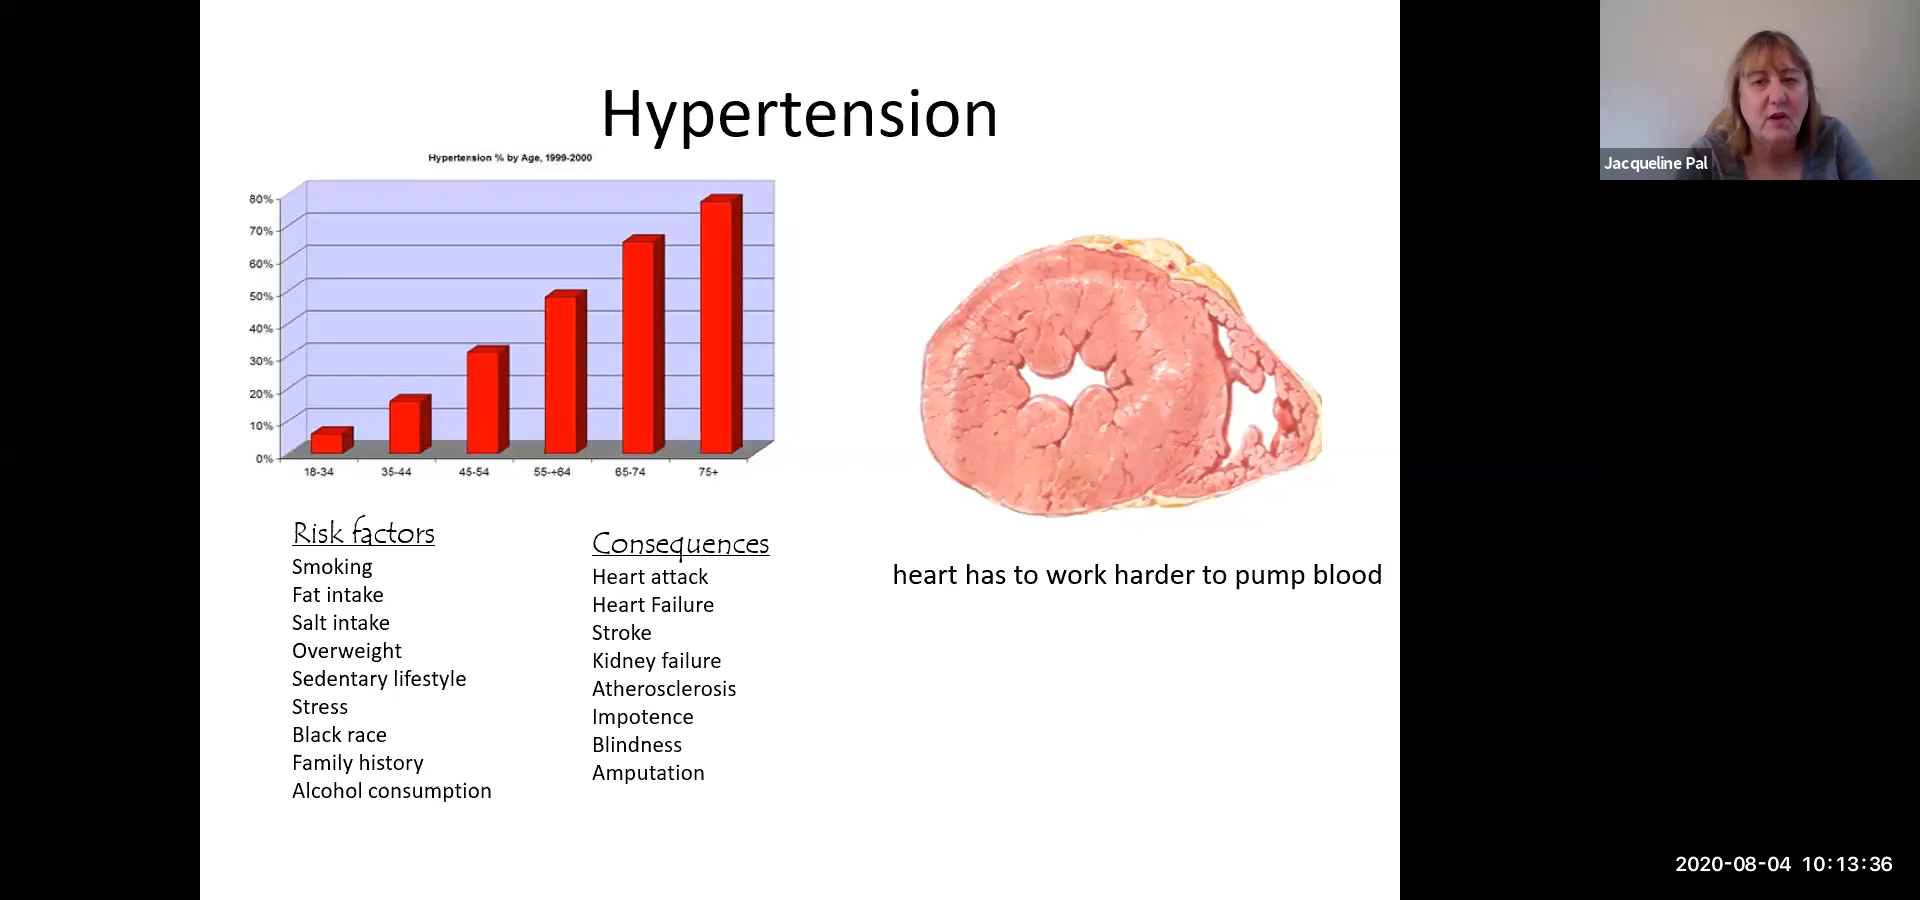 Hypertension
Hypertension % by Age, 1999-2000
80%
70%
60%
50%
40%
30%
20%
10%
0%
18-34 35-44 45-54 55-+64 65-74 75+
Risk factors
Smoking
Fat intake
Salt intake
Overweight
Sedentary lifestyle
Stress
Black race
Family history
Alcohol consumption
Consequences
Heart attack
Heart Failure
Stroke
Kidney failure
Atherosclerosis
Impotence
Blindness
Amputation
heart has to work harder to pump blood
Jacqueline Pal
2020-08-04 10:13:36